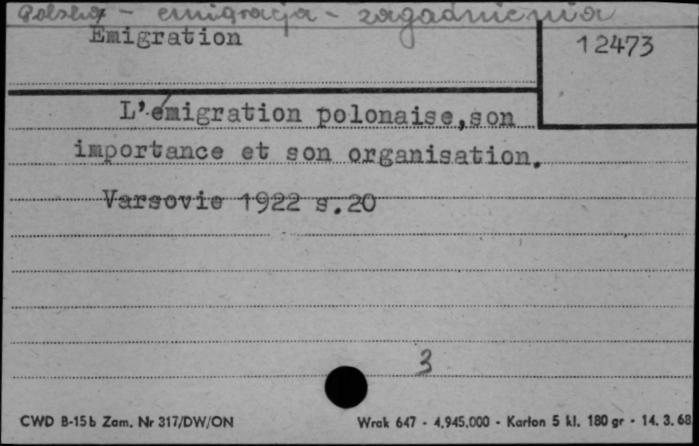 Polska - emigracja - zagadnienia
Emigration
12473
L'émigration polonaise,son
importance et son organisation.
Varsovie 1922 s.20
3
CWD B-15b Zam. Nr 317/DW/ON
Wrak 647 - 4.945.000 - Karton 5 kl. 180 gr - 14. 3. 68